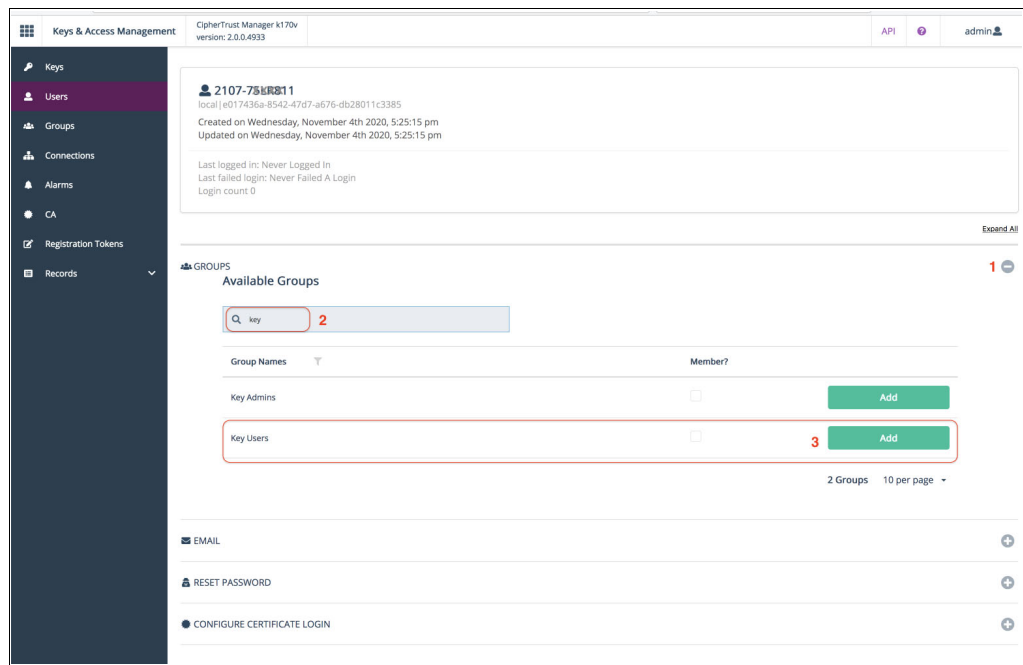 Keys & Access Management
CipherTrust Manager k170v
version: 2.0.0.4933
API
admin
Keys
Users
Groups
Connections
Alarms
CA
Registration Tokens
Records
local|e017436a-8542-47d7-a676-db28011c3385
Created on Wednesday, November 4th 2020, 5:25:15 pm
Updated on Wednesday, November 4th 2020, 5:25:15 pm
Last logged in: Never Logged In
Last failed login: Never Failed A Login
Login count 0
Expand All
GROUPS
1
Available Groups
key
2
Group Names
Member?
Key Admins
Add
Key Users
3
Add
2 Groups
10 per page
EMAIL
RESET PASSWORD
CONFIGURE CERTIFICATE LOGIN